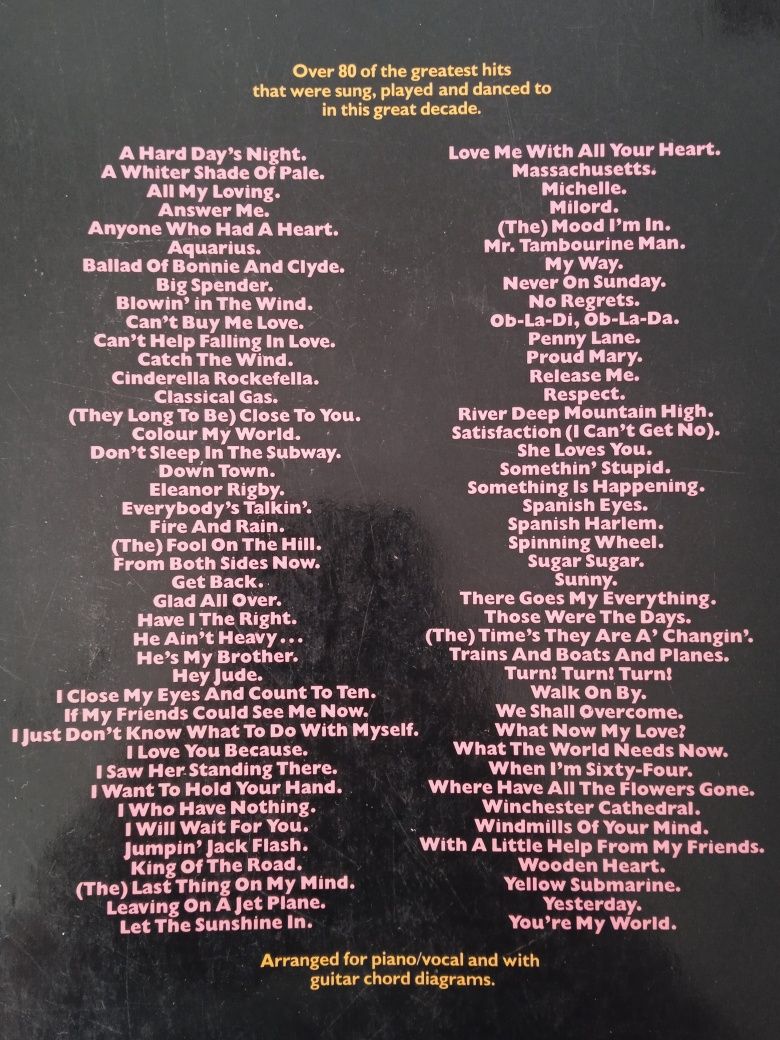 Over 80 of the greatest hits
that were sung, played and danced to
in this great decade.
A Hard Day's Night.
A Whiter Shade Of Pale.
All My Loving.
Answer Me.
Anyone Who Had A Heart.
Aquarius.
Ballad Of Bonnie And Clyde.
Big Spender.
Blowin' in The Wind.
Can't Buy Me Love.
Can't Help Falling In Love.
Catch The Wind.
Cinderella Rockefella.
Classical Gas.
(They Long To Be) Close To You.
Colour My World.
Don't Sleep In The Subway.
Down Town.
Eleanor Rigby.
Everybody's Talkin'.
Fire And Rain.
(The) Fool On The Hill.
From Both Sides Now.
Get Back.
Glad All Over.
Have I The Right.
He Ain't Heavy...
He's My Brother.
Hey Jude.
I Close My Eyes And Count To Ten.
If My Friends Could See Me Now.
I Just Don't Know What To Do With Myself.
I Love You Because.
I Saw Her Standing There.
I Want To Hold Your Hand.
I Who Have Nothing.
I Will Wait For You.
Jumpin' Jack Flash.
King Of The Road.
(The) Last Thing On My Mind.
Leaving On A Jet Plane.
Let The Sunshine In.
Love Me With All Your Heart.
Massachusetts.
Michelle.
Milord.
(The) Mood I'm In.
Mr. Tambourine Man.
My Way.
Never On Sunday.
No Regrets.
Ob-La-Di, Ob-La-Da.
Penny Lane.
Proud Mary.
Release Me.
Respect.
River Deep Mountain High.
Satisfaction (I Can't Get No).
She Loves You.
Somethin' Stupid.
Something Is Happening.
Spanish Eyes.
Spanish Harlem.
Spinning Wheel.
Sugar Sugar.
Sunny.
There Goes My Everything.
Those Were The Days.
(The) Time's They Are A' Changin'.
Trains And Boats And Planes.
Turn! Turn! Turn!
Walk On By.
We Shall Overcome.
What Now My Love?
What The World Needs Now.
When I'm Sixty-Four.
Where Have All The Flowers Gone.
Winchester Cathedral.
Windmills Of Your Mind.
With A Little Help From My Friends.
Wooden Heart.
Yellow Submarine.
Yesterday.
You're My World.
Arranged for piano/vocal and with
guitar chord diagrams.